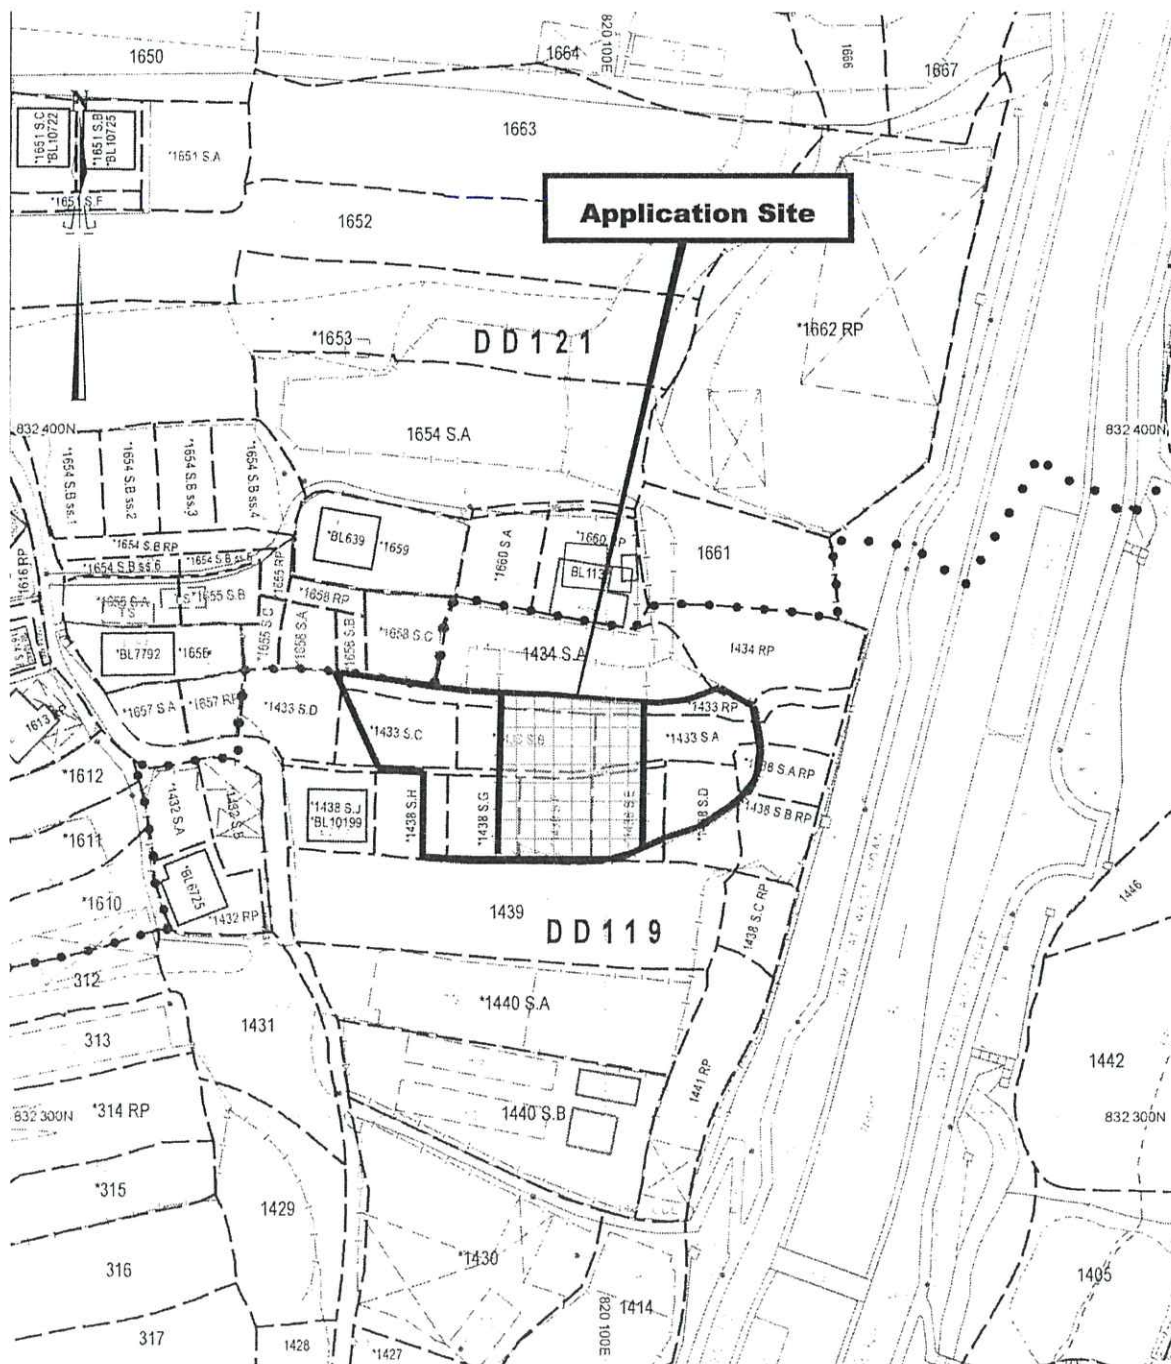 1650
820 100E
1664
1666
1667
N
*1651 S.C
*BL10722
*1651 S.B
*BL10725
*1651 S.A
1663
*1651 S.F
1652
Application Site
*1653
DD121
*1662 RP
832 400N
1654 S.A
832 400N
*1654 S.B ss.1
*1654 S.B ss.2
*1654 S.B ss.3
*1654 S.B ss.4
*BL639
*1659
*1660 S.A
*1660 RP
1661
*1654 S.B RP
*1654 S.B ss.6
1616 RP
*1655 RP
*1655 S.B
*1658 RP
*1655 S.C
*1658 S.C
1434 S.A
1434 RP
*BL7792
*1656
*1657 S.A
*1657 RP
*1433 S.D
*1433 RP
*1433 S.C
*1433 S.A
1613 RP
*1612
*1432 S.A
*1438 S.J
*BL10199
*1438 S.H
*1438 S.G
*1438 S.D
*1438 S.B RP
*1611
*BL6725
*1610
*1432 RP
1439
DD119
1438 S.C RP
1446
312
*1440 S.A
1431
313
1441 RP
1442
*314 RP
1440 S.B
832 300N
832 300N
*315
1429
*1430
316
1405
820 100E
1414
317
1428
*1427